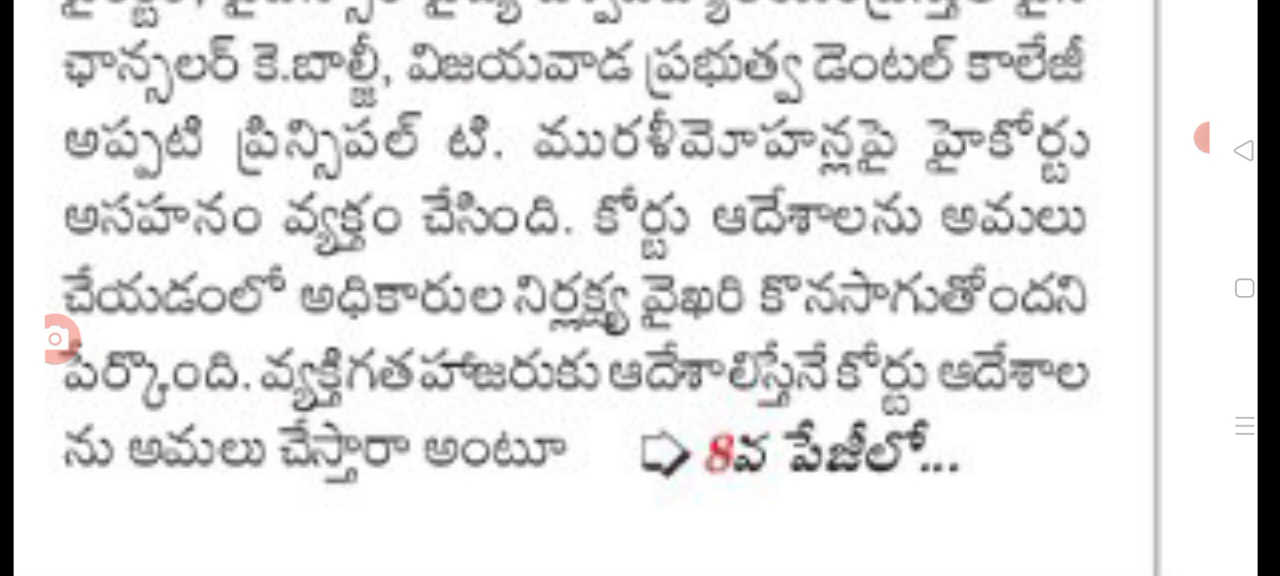 ఛాన్సలర్ కె.బాల్జీ, విజయవాడ ప్రభుత్వ డెంటల్ కాలేజీ
అప్పటి ప్రిన్సిపల్ టి. మురళీమోహన్లపై హైకోర్టు
అసహనం వ్యక్తం చేసింది. కోర్టు ఆదేశాలను అమలు
చేయడంలో అధికారుల నిర్లక్ష్య వైఖరి కొనసాగుతోందని
పేర్కొంది. వ్యక్తిగత హాజరుకు ఆదేశాలిస్తేనే కోర్టు ఆదేశాల
ను అమలు చేస్తారా అంటూ 8వ పేజీలో...